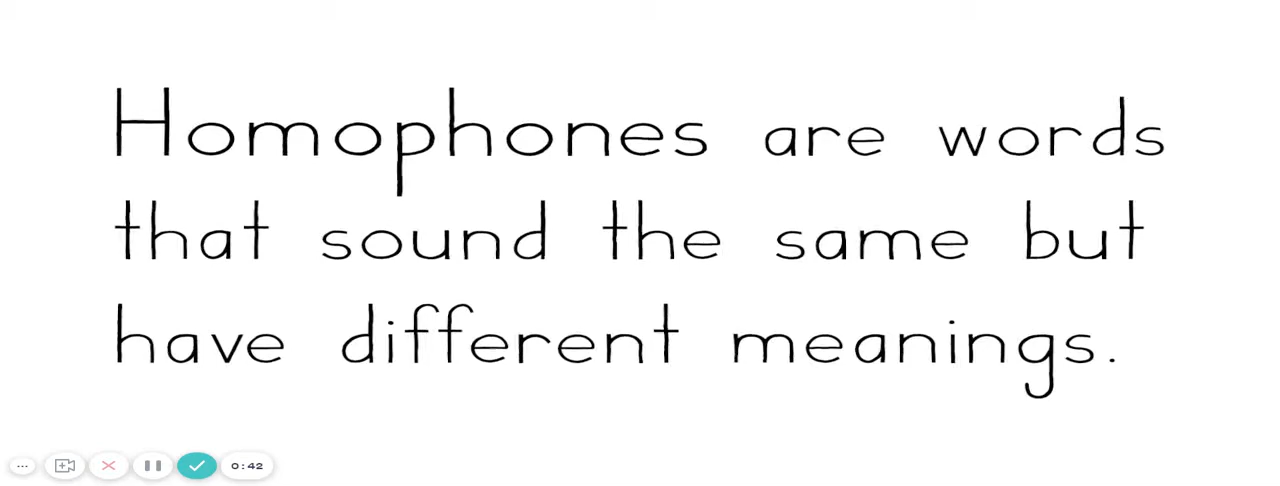 Homophones are words
that sound the same but
have different meanings.
... 0:42